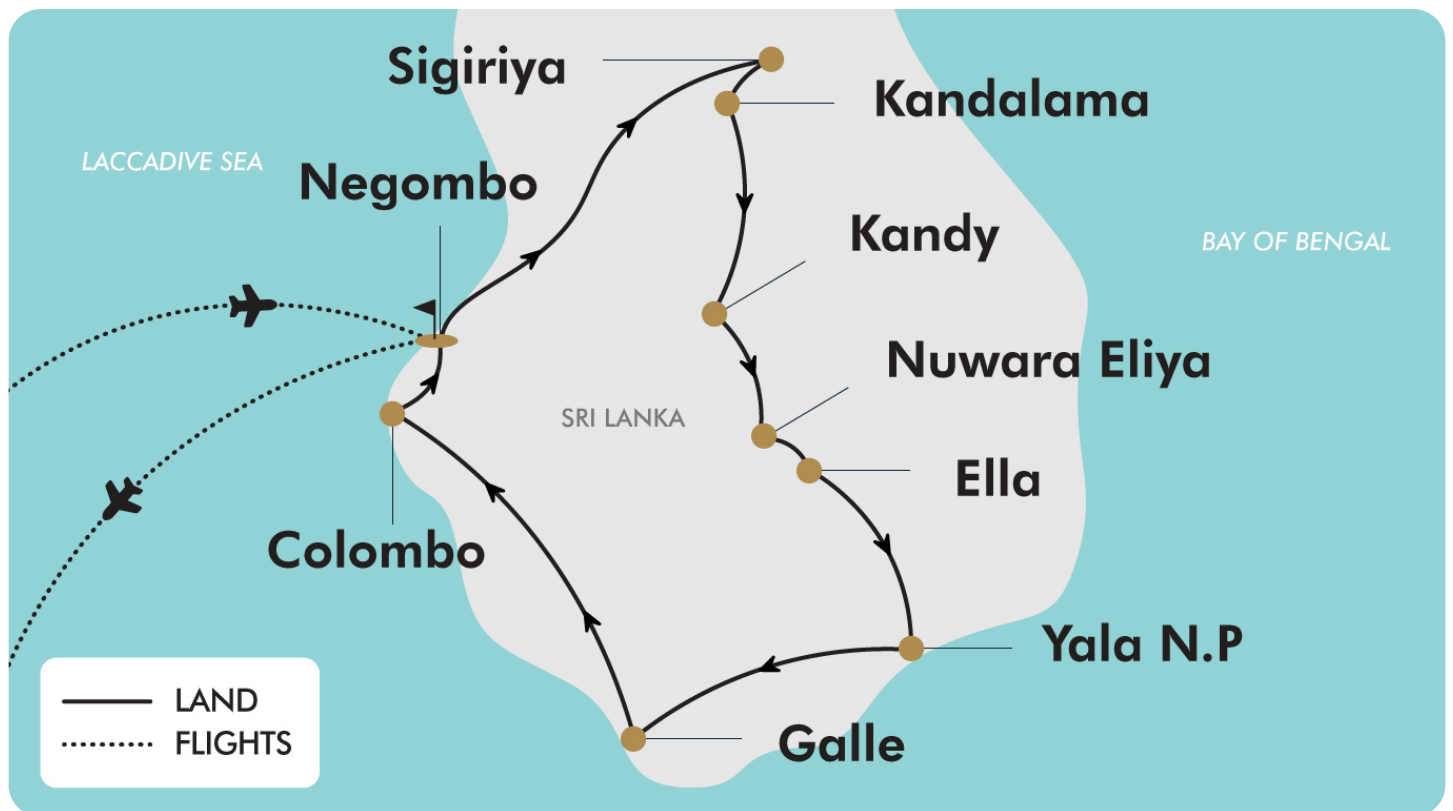 Sigiriya
Kandalama
LACCADIVE SEA
Negombo
Kandy
BAY OF BENGAL
Nuwara Eliya
SRI LANKA
Ella
Colombo
Yala N.P
LAND
FLIGHTS
Galle